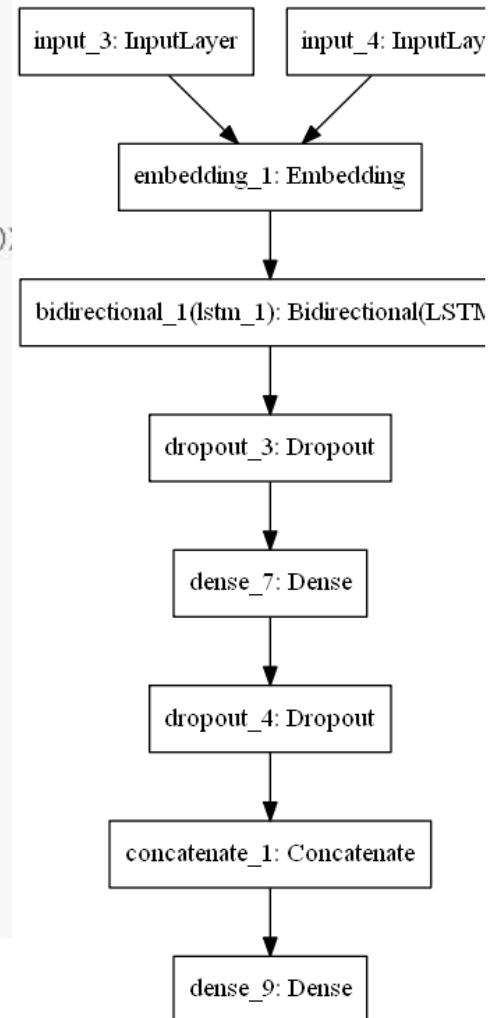 input_3: InputLayer
input_4: InputLay
embedding_1: Embedding
))
bidirectional_1(lstm_1): Bidirectional(LSTM
dropout_3: Dropout
dense_7: Dense
dropout_4: Dropout
concatenate_1: Concatenate
dense_9: Dense